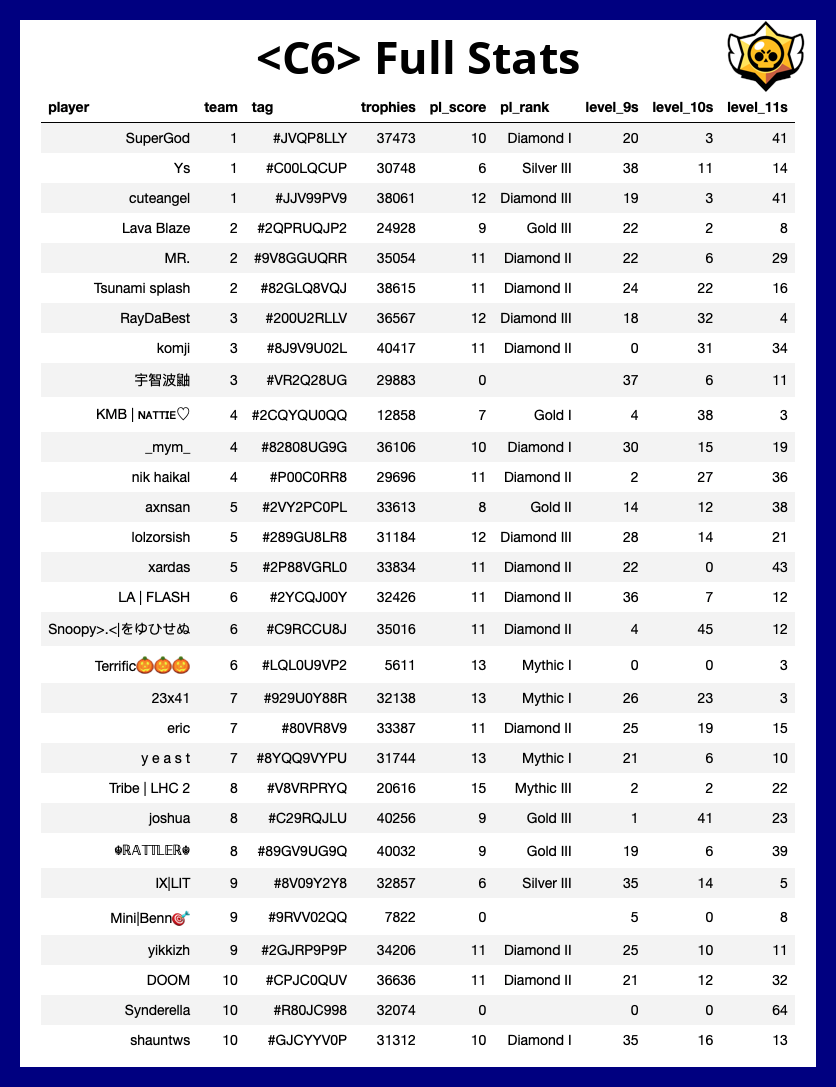 <C6> Full Stats
player team tag trophies pl_score pl_rank level_9s level_10s level_11s
SuperGod 1 #JVQP8LLY 37473 10 Diamond I 20 3 41
Ys 1 #C00LQCUP 30748 6 Silver III 38 11 14
cuteangel 1 #JJV99PV9 38061 12 Diamond III 19 3 41
Lava Blaze 2 #2QPRUQJP2 24928 9 Gold III 22 2 8
MR. 2 #9V8GGUQRR 35054 11 Diamond II 22 6 29
Tsunami splash 2 #82GLQ8VQJ 38615 11 Diamond II 24 22 16
RayDaBest 3 #200U2RLLV 36567 12 Diamond III 18 32 4
komji 3 #8J9V9U02L 40417 11 Diamond II 0 31 34
宇智波鼬 3 #VR2Q28UG 29883 0 37 6 11
KMB | ɴᴀᴛᴛɪᴇ♡ 4 #2CQYQU0QQ 12858 7 Gold I 4 38 3
_mym_ 4 #82808UG9G 36106 10 Diamond I 30 15 19
nik haikal 4 #P00C0RR8 29696 11 Diamond II 2 27 36
axnsan 5 #2VY2PC0PL 33613 8 Gold II 14 12 38
lolzorsish 5 #289GU8LR8 31184 12 Diamond III 28 14 21
xardas 5 #2P88VGRL0 33834 11 Diamond II 22 0 43
LA | FLASH 6 #2YCQJ00Y 32426 11 Diamond II 36 7 12
Snoopy>.<|をゆひせぬ 6 #C9RCCU8J 35016 11 Diamond II 4 45 12
Terrific🎃🎃🎃 6 #LQL0U9VP2 5611 13 Mythic I 0 0 3
23x41 7 #929U0Y88R 32138 13 Mythic I 26 23 3
eric 7 #80VR8V9 33387 11 Diamond II 25 19 15
y e a s t 7 #8YQQ9VYPU 31744 13 Mythic I 21 6 10
Tribe | LHC 2 8 #V8VRPRYQ 20616 15 Mythic III 2 2 22
joshua 8 #C29RQJLU 40256 9 Gold III 1 41 23
☬ℝ𝔸𝕋𝕋𝕃𝔼ℝ☬ 8 #89GV9UG9Q 40032 9 Gold III 19 6 39
IX|LIT 9 #8V09Y2Y8 32857 6 Silver III 35 14 5
Mini|Benn🎯 9 #9RVV02QQ 7822 0 5 0 8
yikkizh 9 #2GJRP9P9P 34206 11 Diamond II 25 10 11
DOOM 10 #CPJC0QUV 36636 11 Diamond II 21 12 32
Synderella 10 #R80JC998 32074 0 0 0 64
shauntws 10 #GJCYYV0P 31312 10 Diamond I 35 16 13